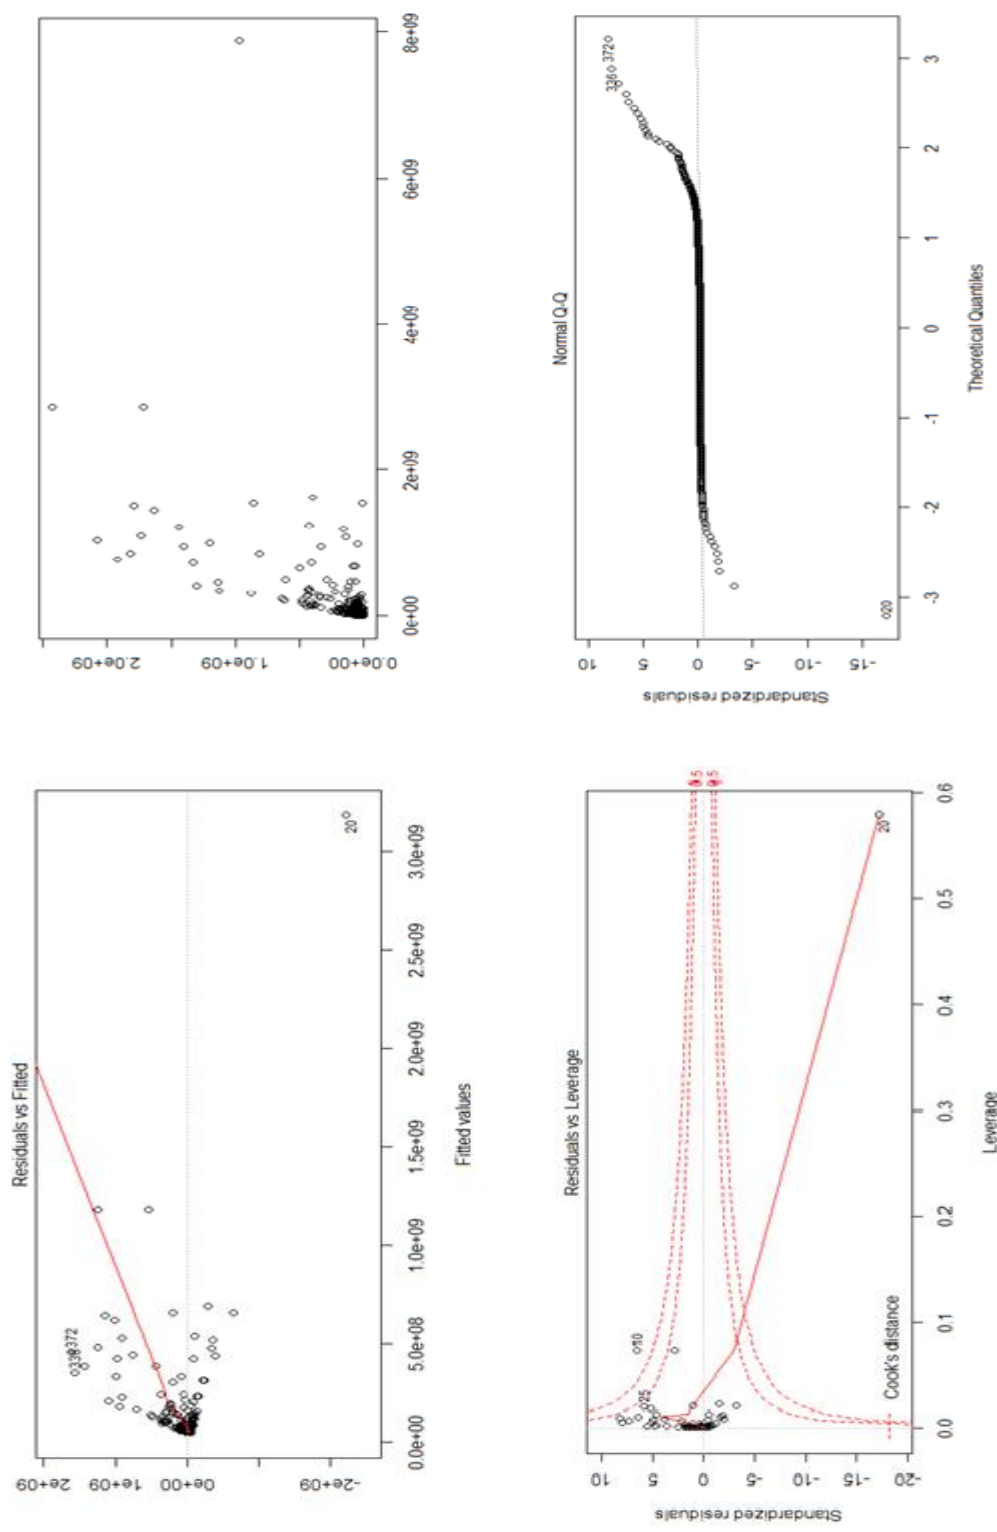 Residuals vs Fitted
2e+09
1e+09
0e+00
-2e+09
336
372
20
0.0e+00 5.0e+08 1.0e+09 1.5e+09 2.0e+09 2.5e+09 3.0e+09
Fitted values
2.0e+09
1.0e+09
0.0e+00
0e+00 2e+09 4e+09 6e+09 8e+09
Residuals vs Leverage
Standardized residuals
10
5
0
-5
-10
-15
-20
10
25
20
0.5
0.5
Cook's distance
0.0 0.1 0.2 0.3 0.4 0.5 0.6
Leverage
Normal Q-Q
Standardized residuals
10
5
0
-5
-10
-15
336
372
20
-3 -2 -1 0 1 2 3
Theoretical Quantiles